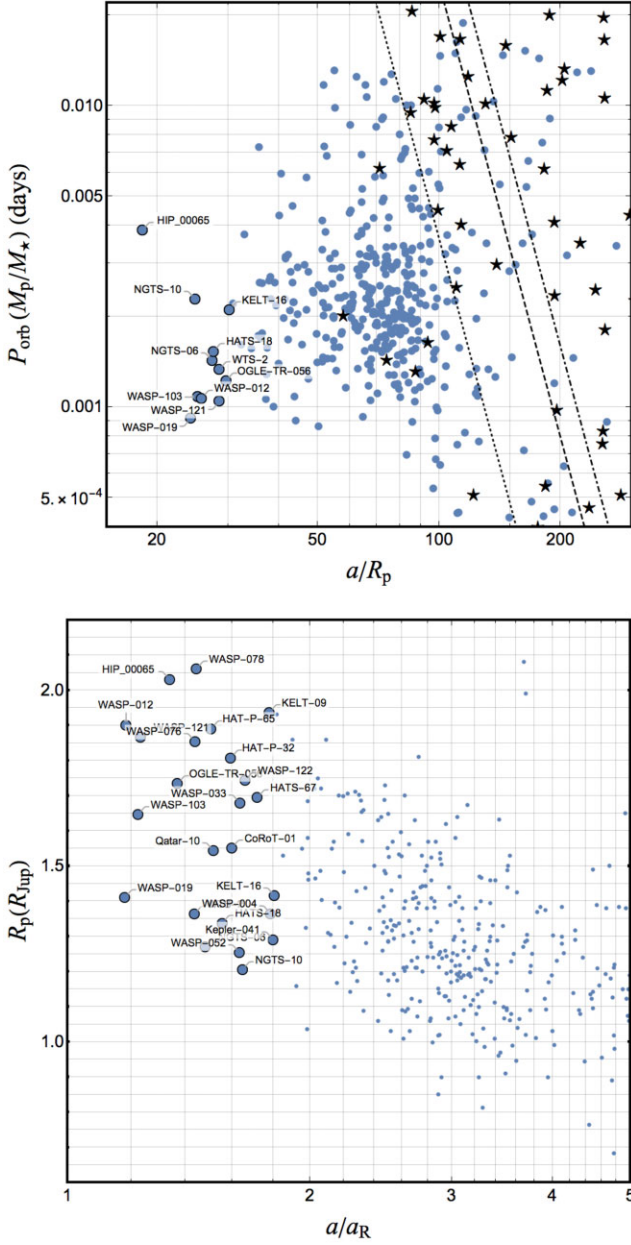 P_orb (M_p/M_⋆) (days)
0.010
0.005
HIP_00065
NGTS-10
KELT-16
HATS-18
NGTS-06
WTS-2
OGLE-TR-056
WASP-103
WASP-012
0.001
WASP-121
WASP-019
5. × 10⁻⁴
20
50
100
200
a/R_p
WASP-078
HIP_00065
2.0
WASP-012
KELT-09
WASP-121
HAT-P-65
WASP-076
HAT-P-32
OGLE-TR-05
WASP-122
WASP-033
HATS-67
WASP-103
R_p(R_Jup)
Qatar-10
CoRoT-01
1.5
WASP-019
KELT-16
WASP-004
HATS-18
Kepler-041
WASP-052
NGTS-10
1.0
1
2
3
4
5
a/a_R